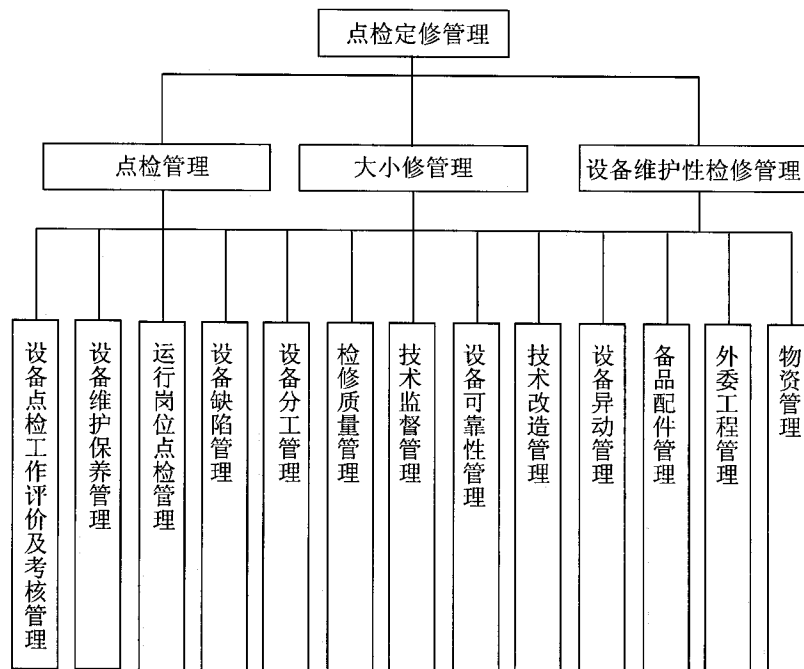 点检定修管理
点检管理
大小修管理
设备维护性检修管理
设备点检工作评价及考核管理
设备维护保养管理
运行岗位点检管理
设备缺陷管理
设备分工管理
检修质量管理
技术监督管理
设备可靠性管理
技术改造管理
设备异动管理
备品配件管理
外委工程管理
物资管理